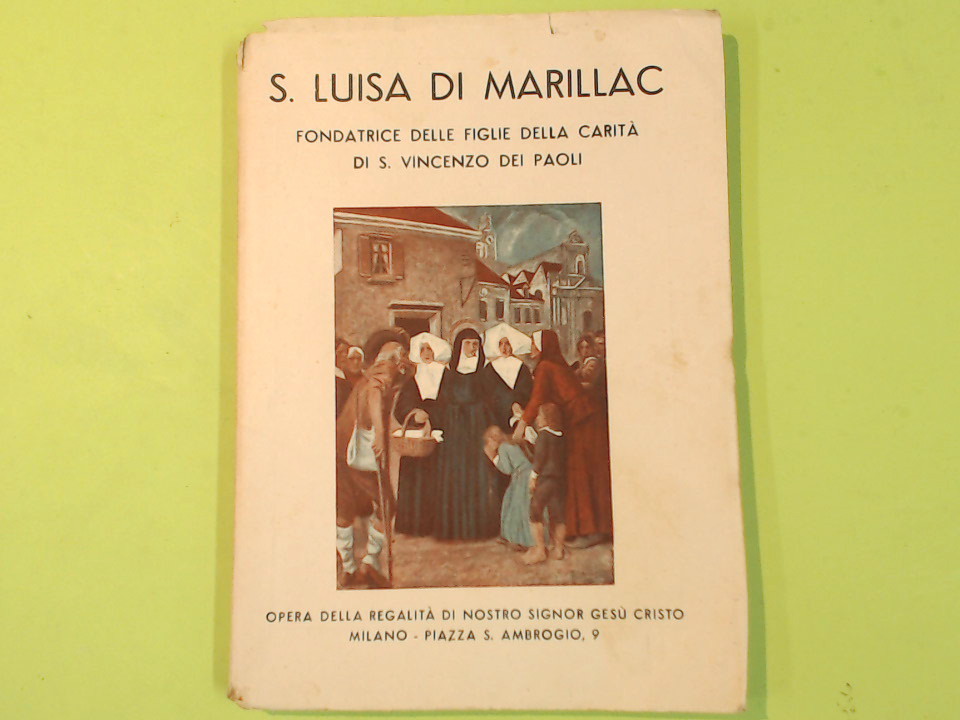 S. LUISA DI MARILLAC
FONDATRICE DELLE FIGLIE DELLA CARITÀ
DI S. VINCENZO DEI PAOLI
OPERA DELLA REGALITÀ DI NOSTRO SIGNOR GESÙ CRISTO
MILANO - PIAZZA S. AMBROGIO, 9